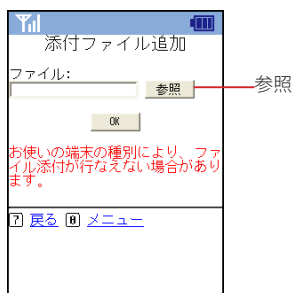 添付ファイル追加
ファイル:
参照
参照
OK
お使いの端末の種別により、ファ
イル添付が行なえない場合があり
ます。
7 戻る 0 メニュー